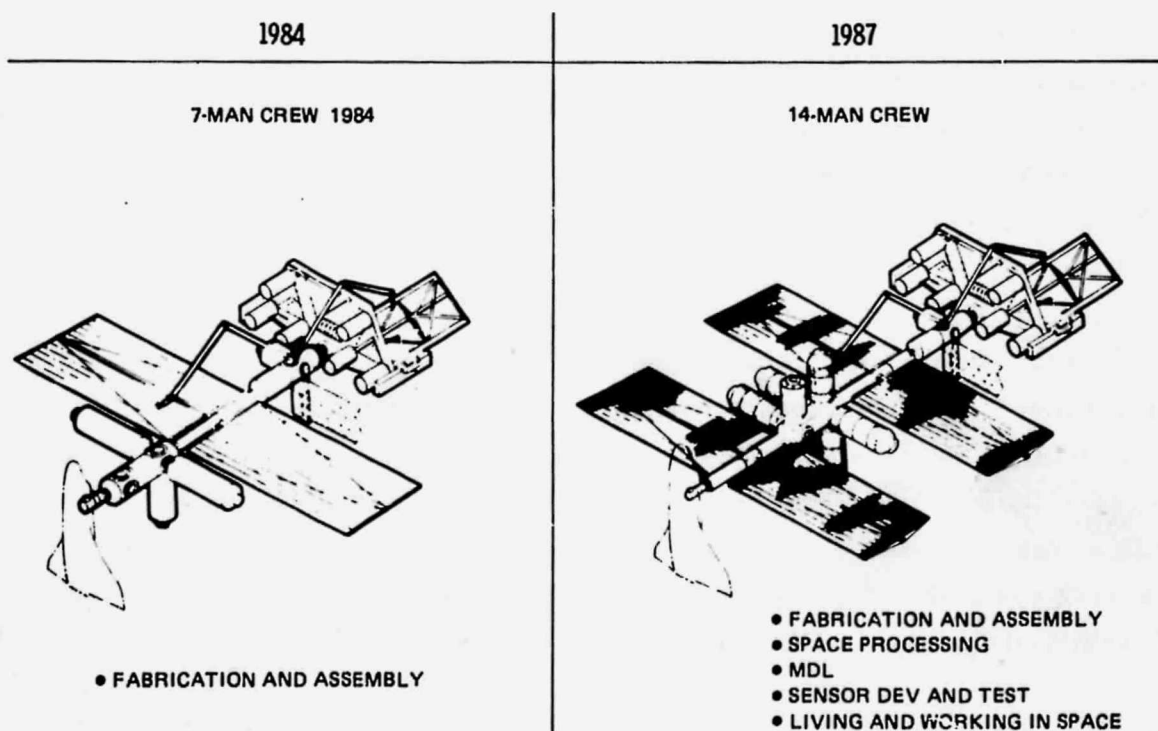 1984
7-MAN CREW 1984
• FABRICATION AND ASSEMBLY
1987
14-MAN CREW
• FABRICATION AND ASSEMBLY
• SPACE PROCESSING
• MDL
• SENSOR DEV AND TEST
• LIVING AND WORKING IN SPACE